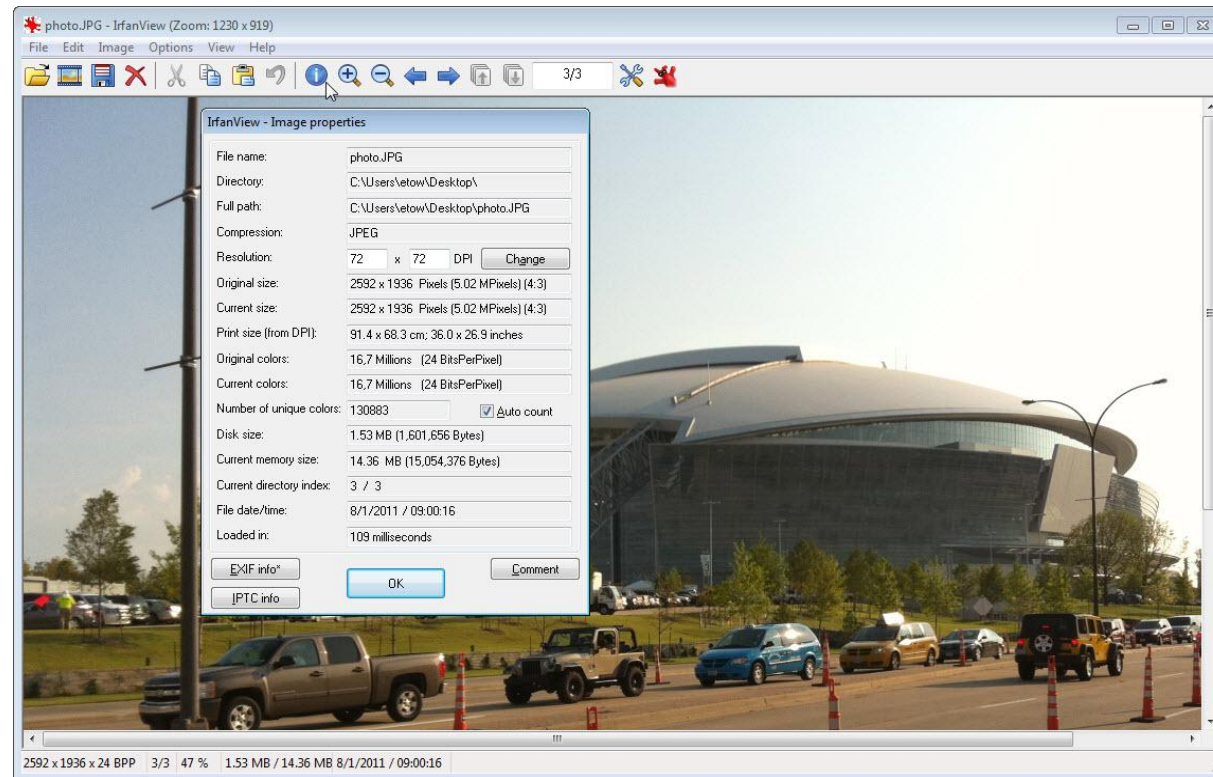 photo.JPG - IrfanView (Zoom: 1230 x 919)
File Edit Image Options View Help
3/3
IrfanView - Image properties
File name: photo.JPG
Directory: C:\Users\etow\Desktop\
Full path: C:\Users\etow\Desktop\photo.JPG
Compression: JPEG
Resolution: 72 x 72 DPI Change
Original size: 2592 x 1936 Pixels (5.02 MPixels) (4:3)
Current size: 2592 x 1936 Pixels (5.02 MPixels) (4:3)
Print size (from DPI): 91.4 x 68.3 cm; 36.0 x 26.9 inches
Original colors: 16,7 Millions (24 BitsPerPixel)
Current colors: 16,7 Millions (24 BitsPerPixel)
Number of unique colors: 130883 Auto count
Disk size: 1.53 MB (1,601,656 Bytes)
Current memory size: 14.36 MB (15,054,376 Bytes)
Current directory index: 3 / 3
File date/time: 8/1/2011 / 09:00:16
Loaded in: 109 milliseconds
EXIF info* OK Comment
IPTC info
2592 x 1936 x 24 BPP 3/3 47 % 1.53 MB / 14.36 MB 8/1/2011 / 09:00:16